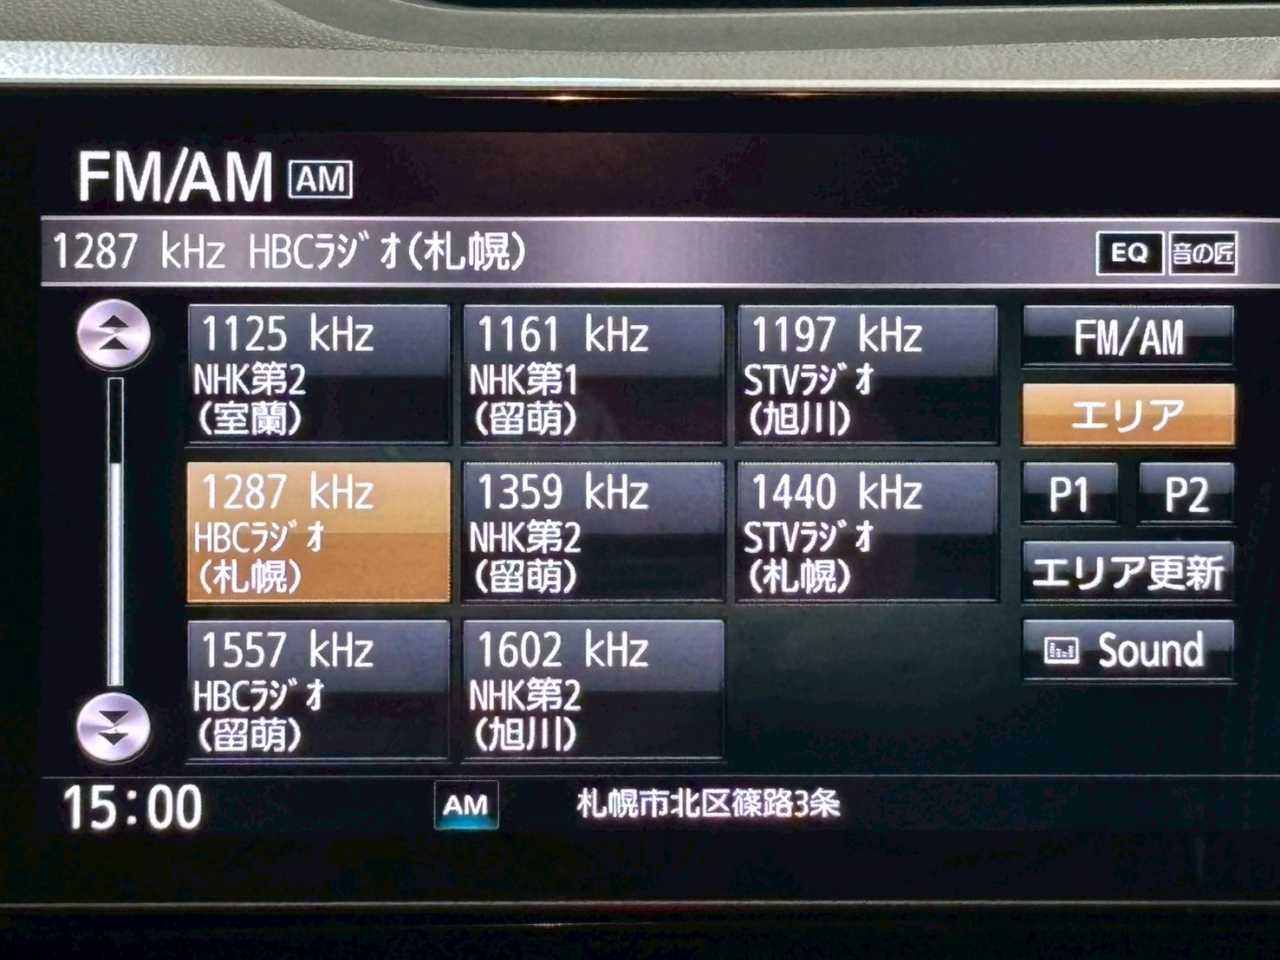 FM/AM AM
1287 kHz HBCﾗｼﾞｵ(札幌) EQ 音の匠
1125 kHz
NHK第2
(室蘭)
1161 kHz
NHK第1
(留萌)
1197 kHz
STVﾗｼﾞｵ
(旭川)
FM/AM
エリア
1287 kHz
HBCﾗｼﾞｵ
(札幌)
1359 kHz
NHK第2
(留萌)
1440 kHz
STVﾗｼﾞｵ
(札幌)
P1 P2
エリア更新
1557 kHz
HBCﾗｼﾞｵ
(留萌)
1602 kHz
NHK第2
(旭川)
Sound
15:00 AM 札幌市北区篠路3条